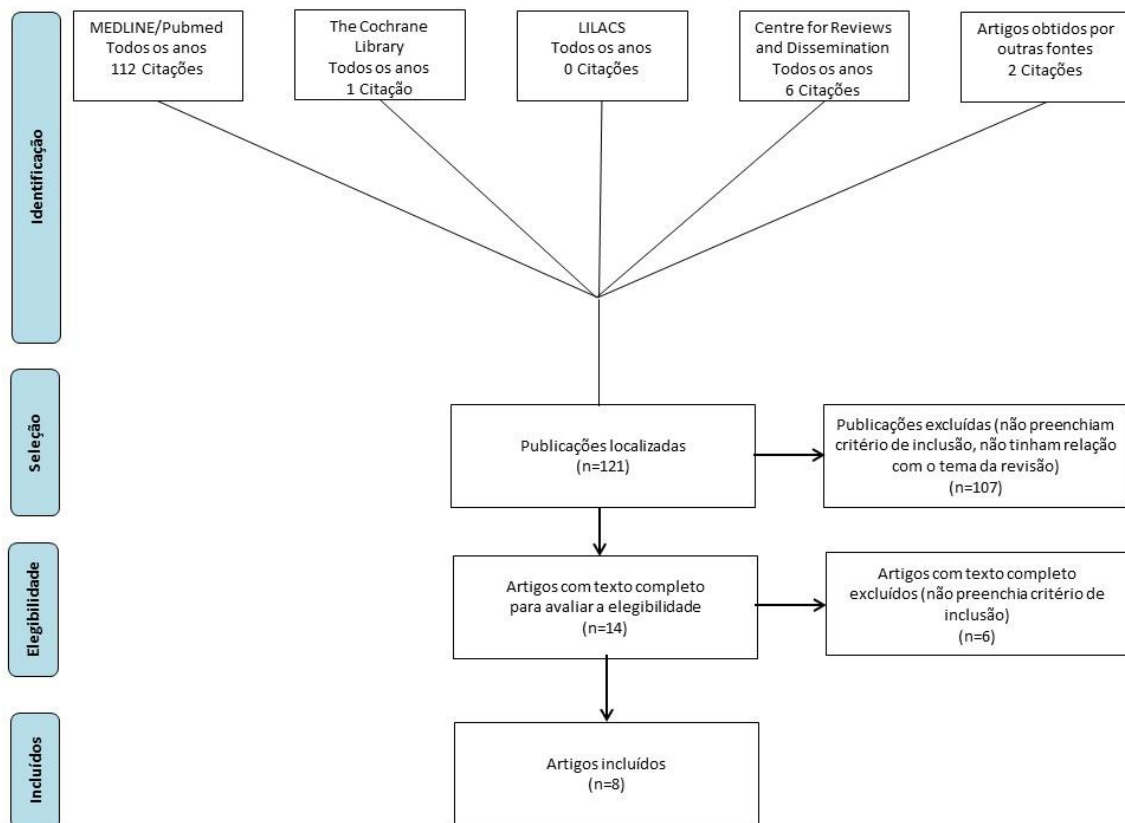 MEDLINE/Pubmed
Todos os anos
112 Citações
The Cochrane
Library
Todos os anos
1 Citação
LILACS
Todos os anos
0 Citações
Centre for Reviews
and Dissemination
Todos os anos
6 Citações
Artigos obtidos por
outras fontes
2 Citações
Identificação
Seleção
Publicações localizadas
(n=121)
Publicações excluídas (não preenchiam
critério de inclusão, não tinham relação
com o tema da revisão)
(n=107)
Elegibilidade
Artigos com texto completo
para avaliar a elegibilidade
(n=14)
Artigos com texto completo
excluídos (não preenchia critério de
inclusão)
(n=6)
Incluídos
Artigos incluídos
(n=8)